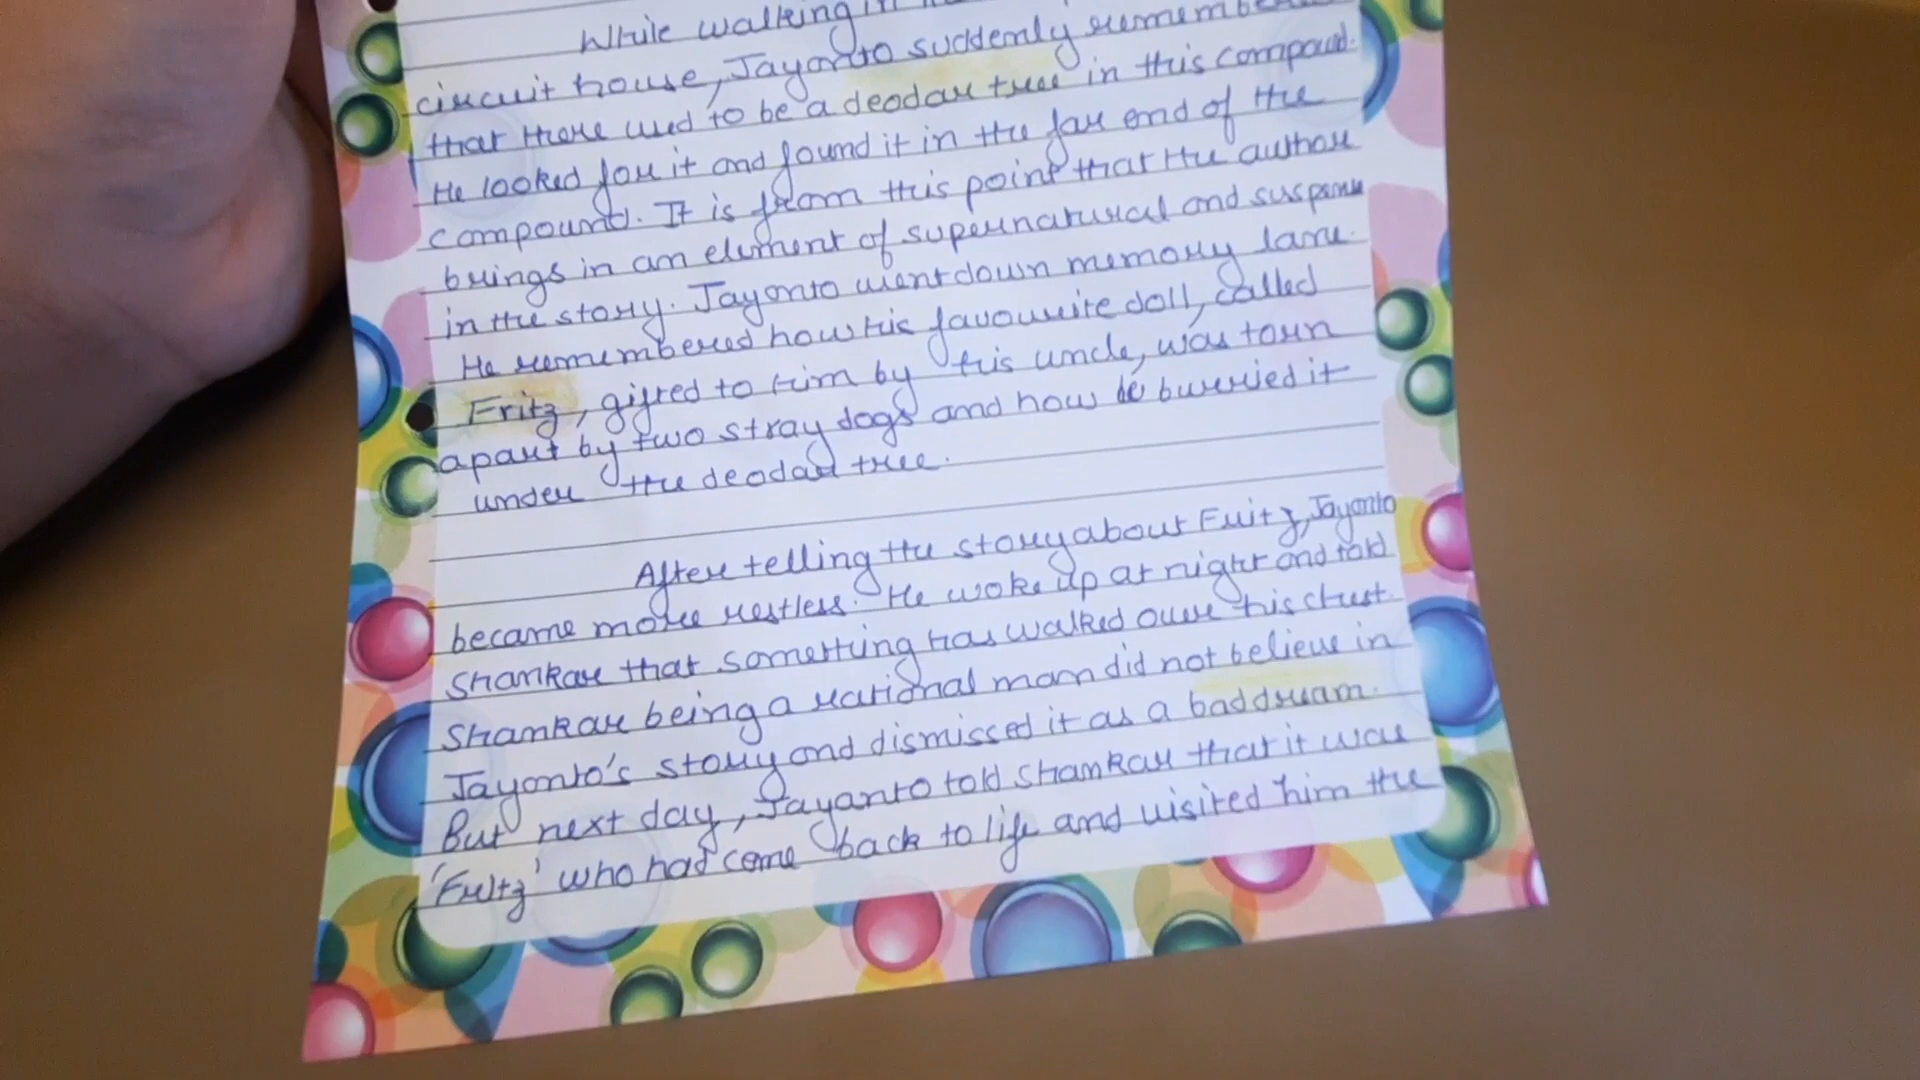 While walking in
circuit house, Jayanto suddenly
that there used to be a deodar tree in this compound.
He looked for it and found it in the far end of the
compound. It is from this point that the author
brings in an element of supernatural and suspense
in the story. Jayonto went down memory lane.
He remembered how his favourite doll, called
Fritz, gifted to him by his uncle, was torn
apart by two stray dogs and how he burried it
under the deodar tree.
After telling the story about Fritz, Jayonto
became more restless. He woke up at night and told
Shankar that something has walked over his chest.
Shankar being a rational man did not believe in
Jayonto's story and dismissed it as a bad dream.
But next day, Jayanto told Shankar that it was
'Fritz' who had come back to life and visited him the